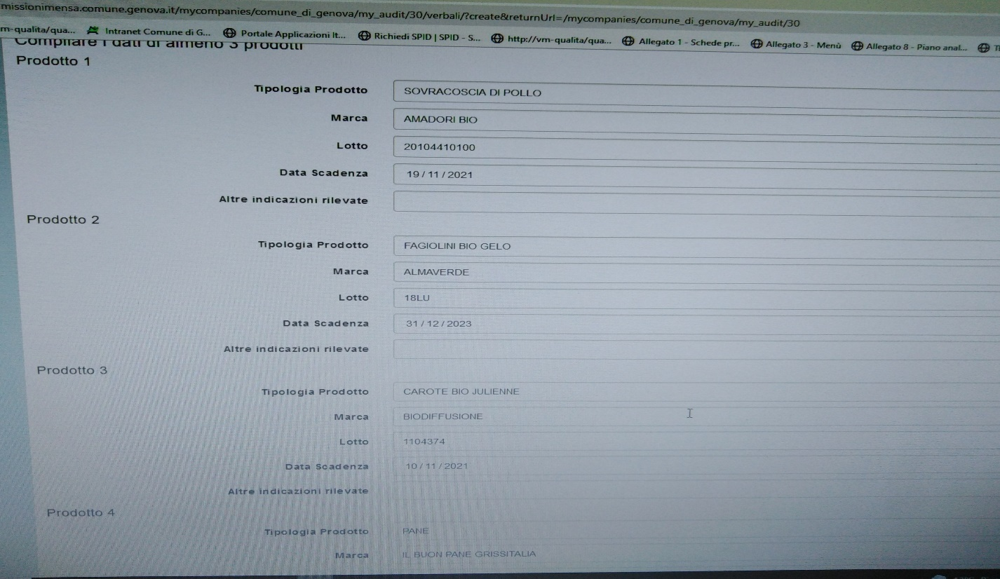 missionimensa.comune.genova.it/mycompanies/comune_di_genova/my_audit/30/verbali/?create&returnUrl=/mycompanies/comune_di_genova/my_audit/30
m-qualita/qua... Intranet Comune di G... Portale Applicazioni It... Richiedi SPID | SPID - S... http://vm-qualita/qua... Allegato 1 - Schede pr... Allegato 3 - Menù Allegato 8 - Piano anal...
Compilare i dati di almeno 3 prodotti
Prodotto 1
Tipologia Prodotto SOVRACOSCIA DI POLLO
Marca AMADORI BIO
Lotto 20104410100
Data Scadenza 19/11/2021
Altre indicazioni rilevate
Prodotto 2
Tipologia Prodotto FAGIOLINI BIO GELO
Marca ALMAVERDE
Lotto 18LU
Data Scadenza 31/12/2023
Altre indicazioni rilevate
Prodotto 3
Tipologia Prodotto CAROTE BIO JULIENNE
Marca BIODIFFUSIONE
Lotto 1104374
Data Scadenza 10/11/2021
Altre indicazioni rilevate
Prodotto 4
Tipologia Prodotto PANE
Marca IL BUON PANE GRISSITALIA